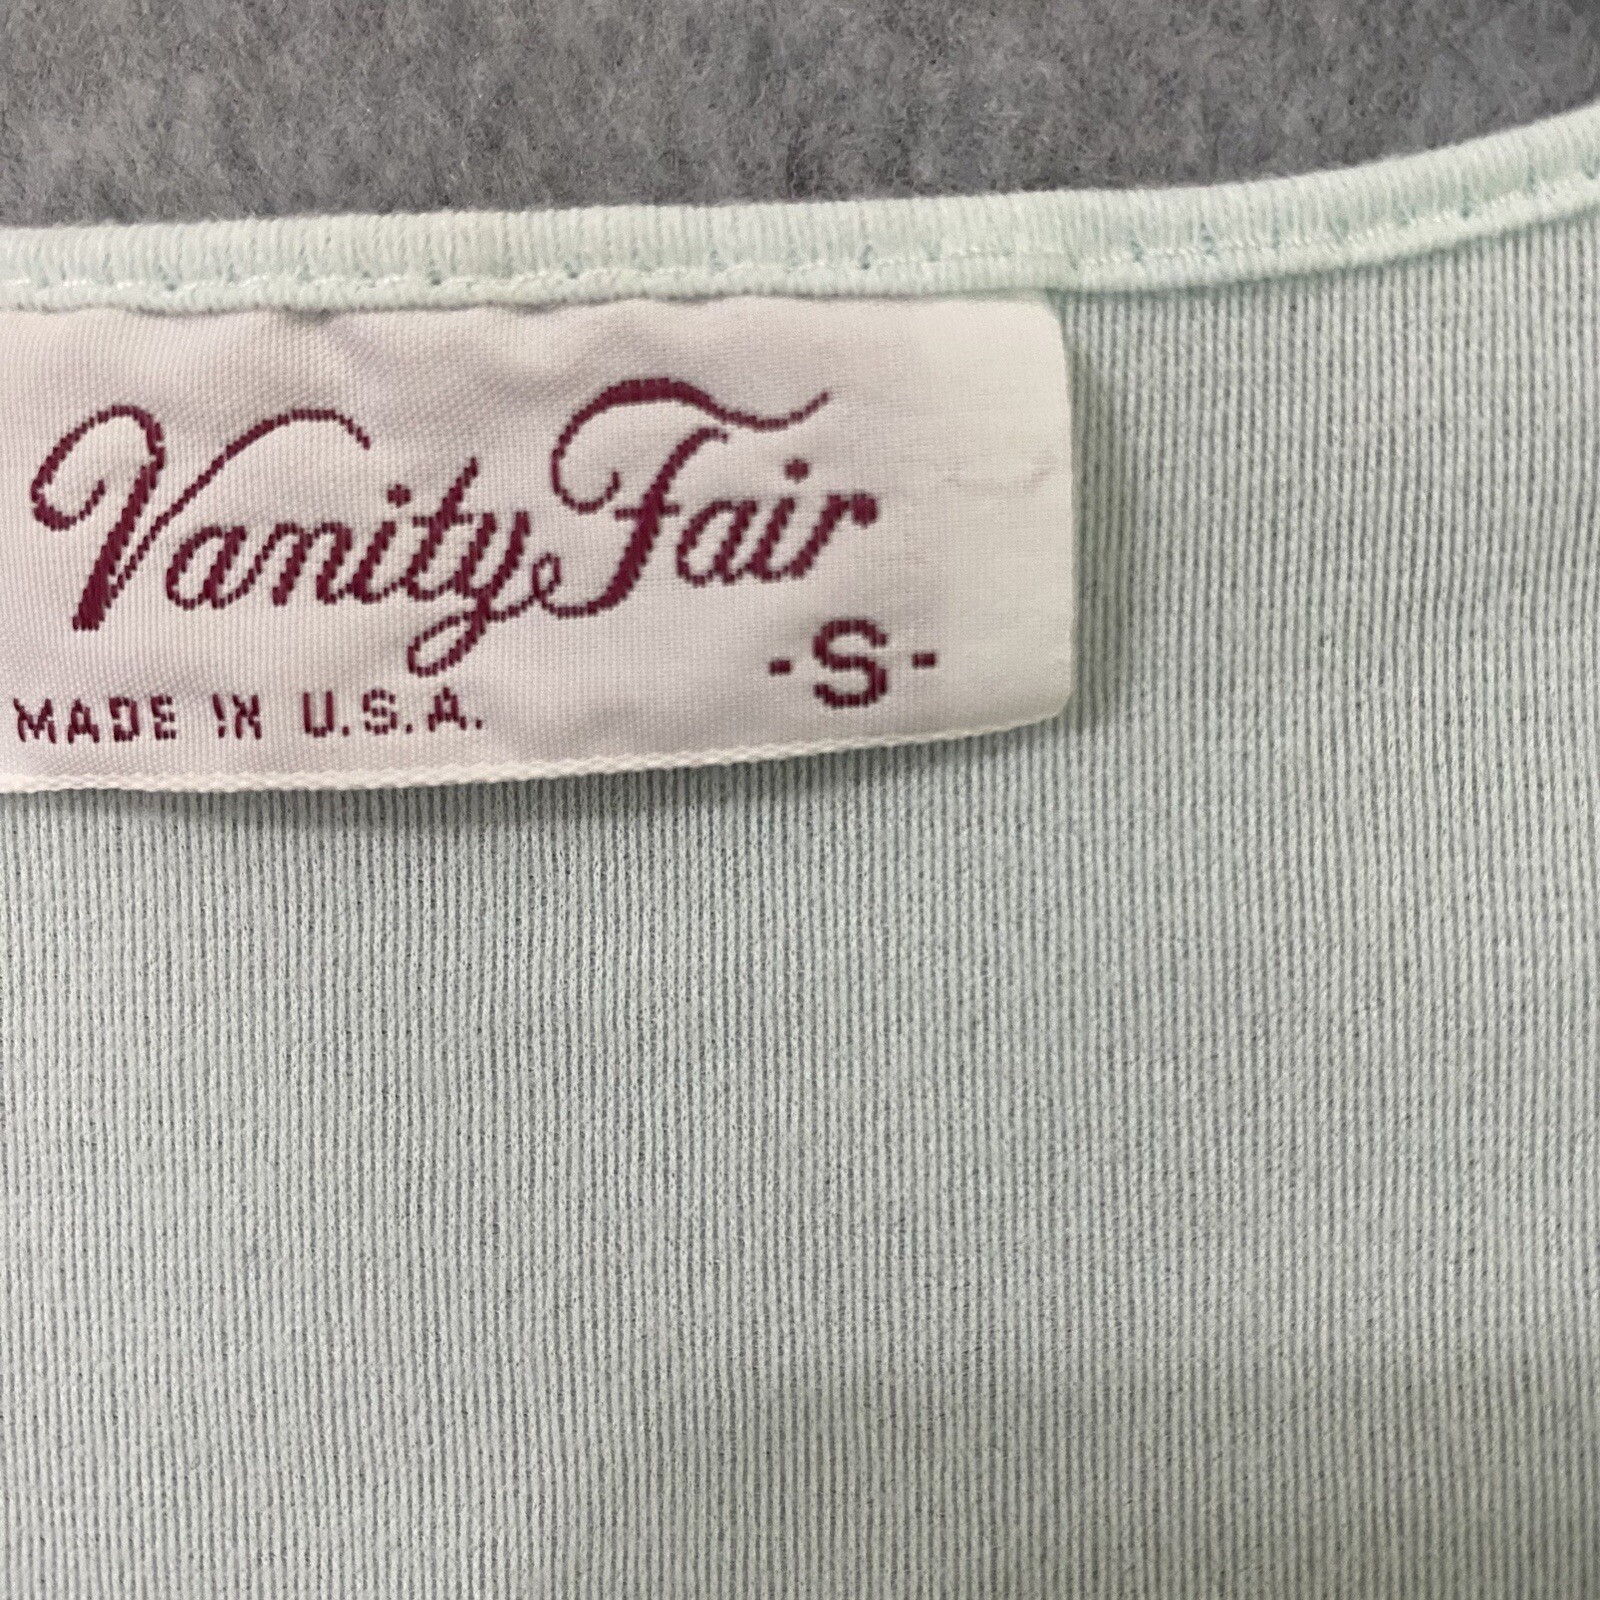 Vanity Fair
-S-
MADE IN U.S.A.